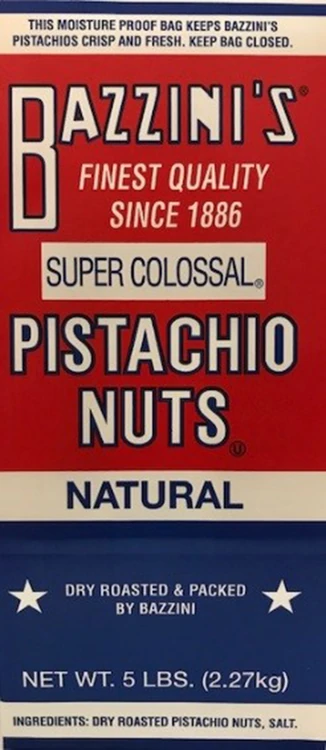 THIS MOISTURE PROOF BAG KEEPS BAZZINI'S
PISTACHIOS CRISP AND FRESH. KEEP BAG CLOSED.
BAZZINI'S®
FINEST QUALITY
SINCE 1886
SUPER COLOSSAL®
PISTACHIO
NUTS Ⓤ
NATURAL
DRY ROASTED & PACKED
BY BAZZINI
NET WT. 5 LBS. (2.27kg)
INGREDIENTS: DRY ROASTED PISTACHIO NUTS, SALT.